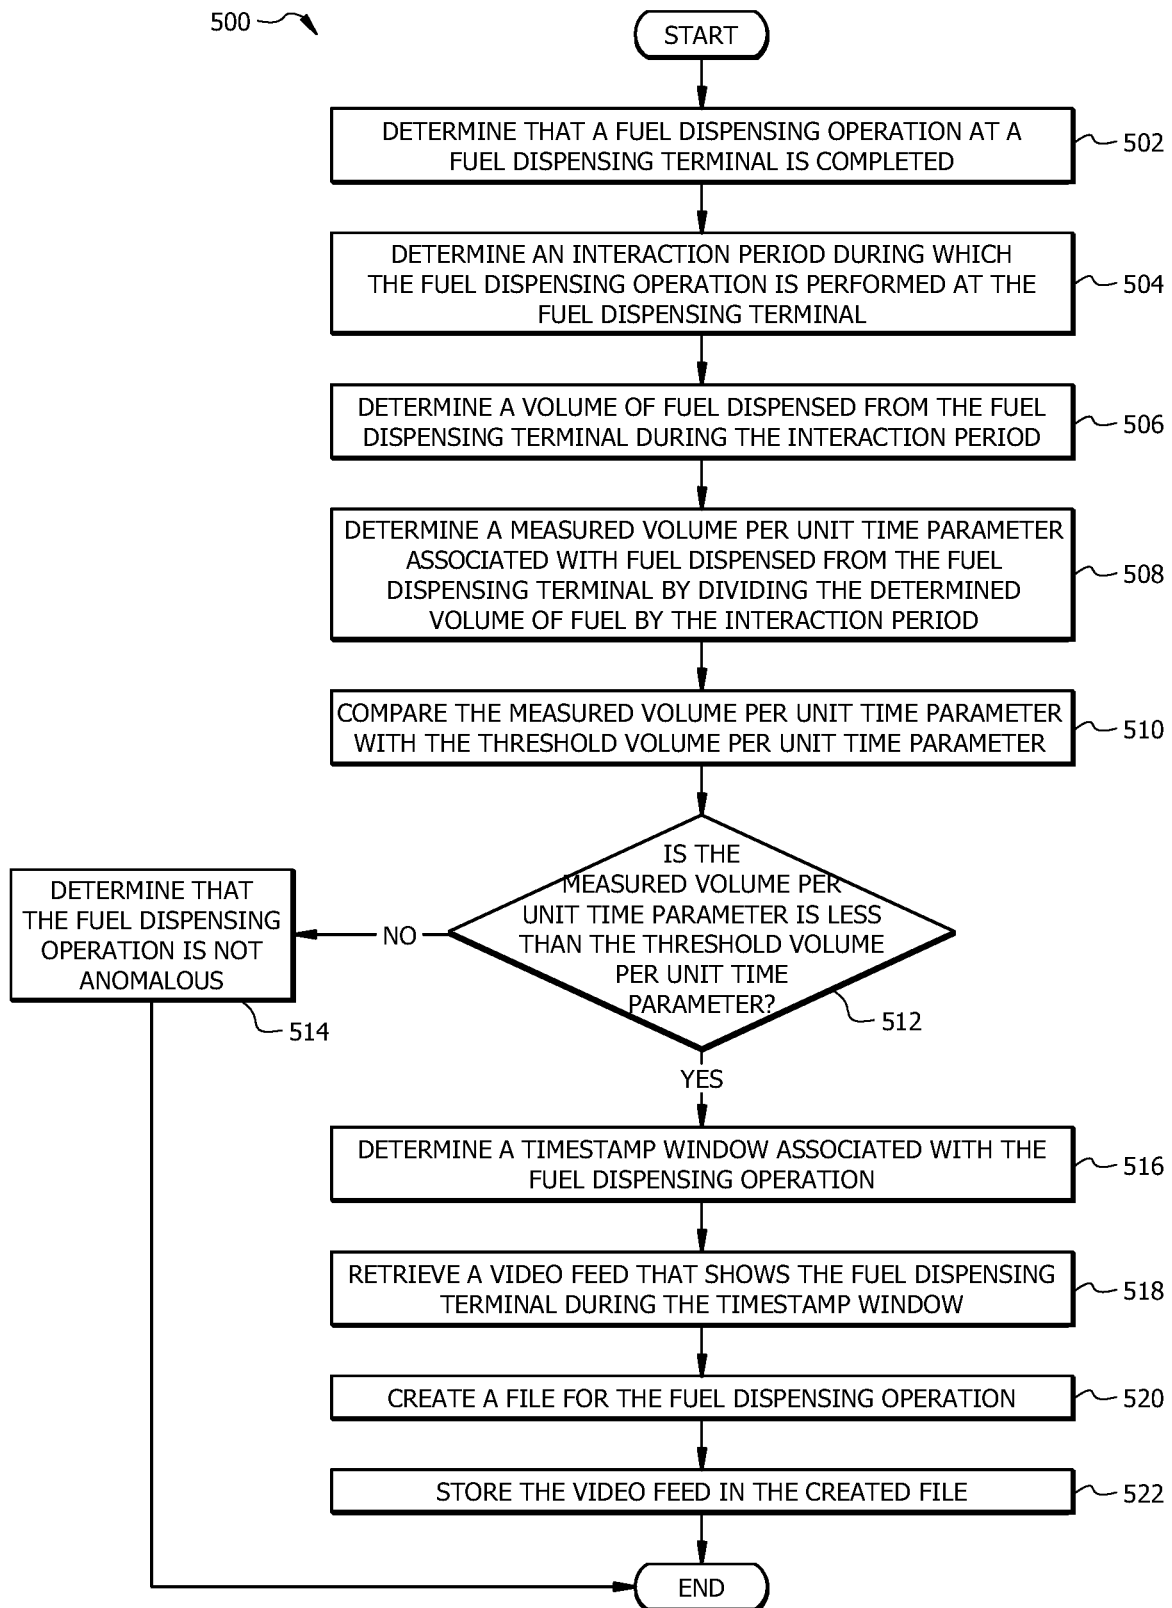 500
START
DETERMINE THAT A FUEL DISPENSING OPERATION AT A
FUEL DISPENSING TERMINAL IS COMPLETED
502
DETERMINE AN INTERACTION PERIOD DURING WHICH
THE FUEL DISPENSING OPERATION IS PERFORMED AT THE
FUEL DISPENSING TERMINAL
504
DETERMINE A VOLUME OF FUEL DISPENSED FROM THE FUEL
DISPENSING TERMINAL DURING THE INTERACTION PERIOD
506
DETERMINE A MEASURED VOLUME PER UNIT TIME PARAMETER
ASSOCIATED WITH FUEL DISPENSED FROM THE FUEL
DISPENSING TERMINAL BY DIVIDING THE DETERMINED
VOLUME OF FUEL BY THE INTERACTION PERIOD
508
COMPARE THE MEASURED VOLUME PER UNIT TIME PARAMETER
WITH THE THRESHOLD VOLUME PER UNIT TIME PARAMETER
510
IS THE
MEASURED VOLUME PER
UNIT TIME PARAMETER IS LESS
THAN THE THRESHOLD VOLUME
PER UNIT TIME
PARAMETER?
512
NO
DETERMINE THAT
THE FUEL DISPENSING
OPERATION IS NOT
ANOMALOUS
514
YES
DETERMINE A TIMESTAMP WINDOW ASSOCIATED WITH THE
FUEL DISPENSING OPERATION
516
RETRIEVE A VIDEO FEED THAT SHOWS THE FUEL DISPENSING
TERMINAL DURING THE TIMESTAMP WINDOW
518
CREATE A FILE FOR THE FUEL DISPENSING OPERATION
520
STORE THE VIDEO FEED IN THE CREATED FILE
522
END